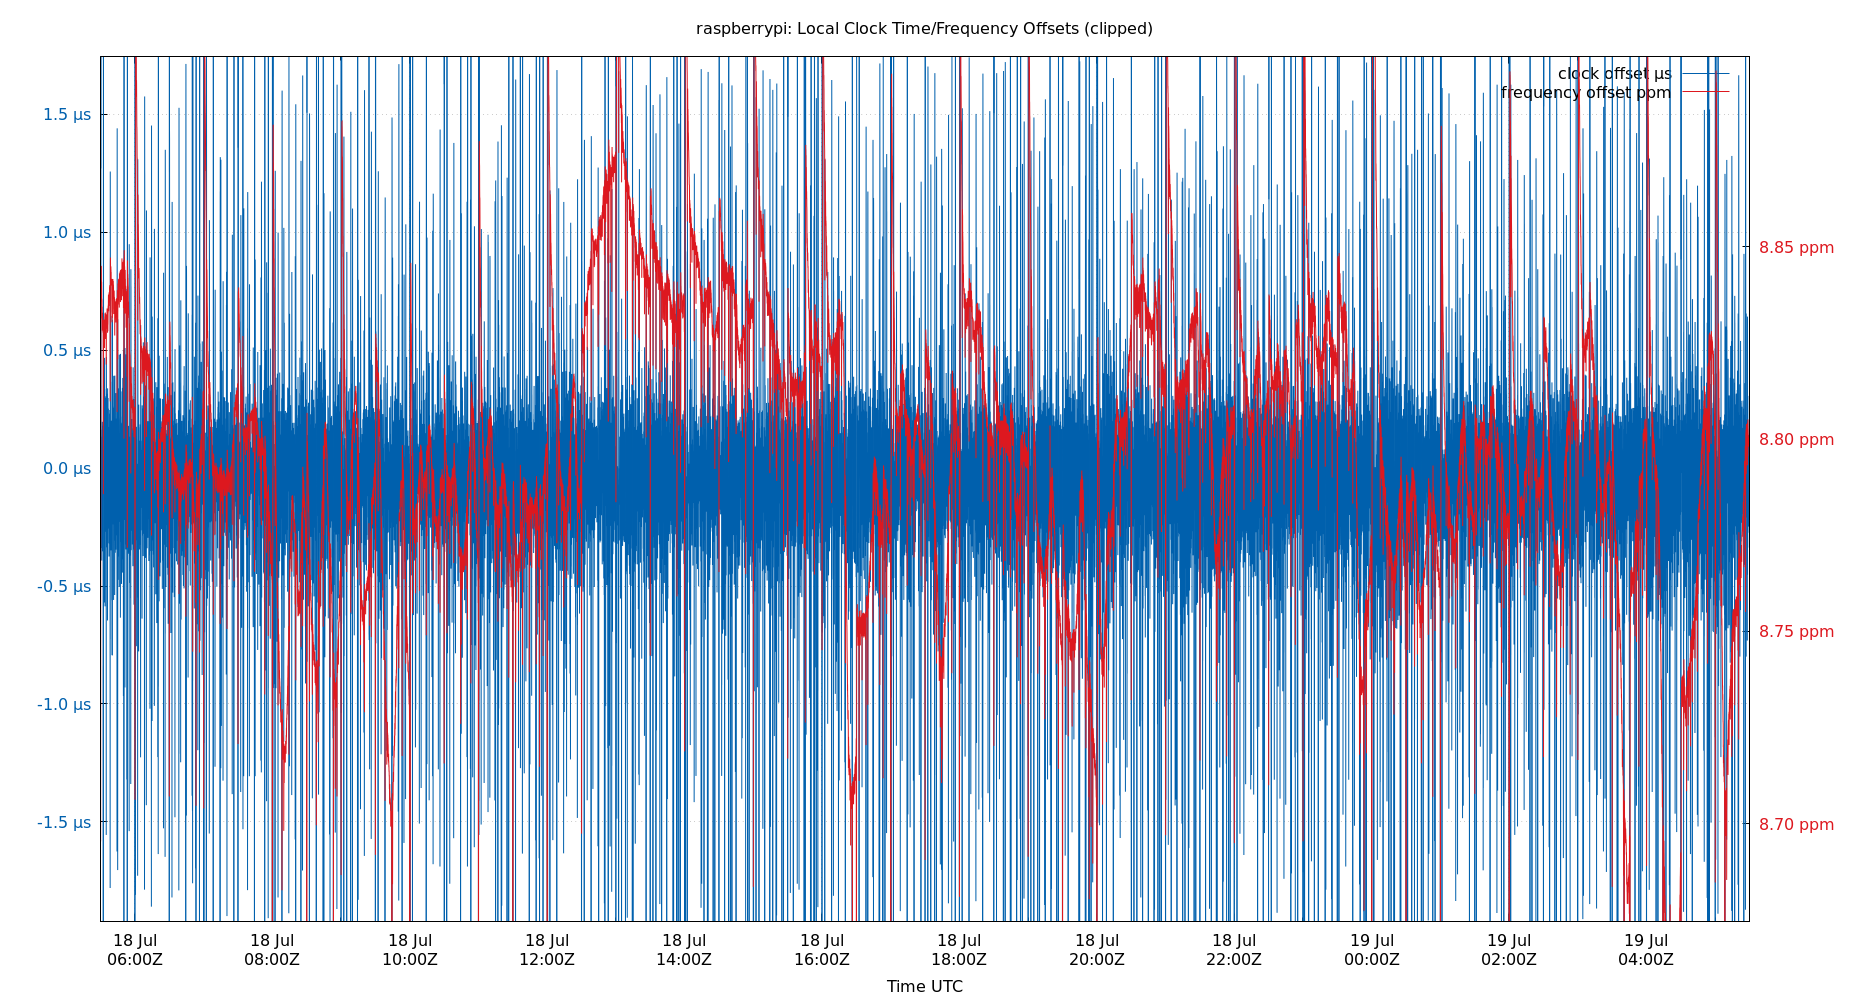 raspberrypi: Local Clock Time/Frequency Offsets (clipped)
clock offset µs
frequency offset ppm
1.5 µs
1.0 µs
0.5 µs
0.0 µs
-0.5 µs
-1.0 µs
-1.5 µs
8.85 ppm
8.80 ppm
8.75 ppm
8.70 ppm
18 Jul 18 Jul 18 Jul 18 Jul 18 Jul 18 Jul 18 Jul 18 Jul 18 Jul 19 Jul 19 Jul 19 Jul
06:00Z 08:00Z 10:00Z 12:00Z 14:00Z 16:00Z 18:00Z 20:00Z 22:00Z 00:00Z 02:00Z 04:00Z
Time UTC